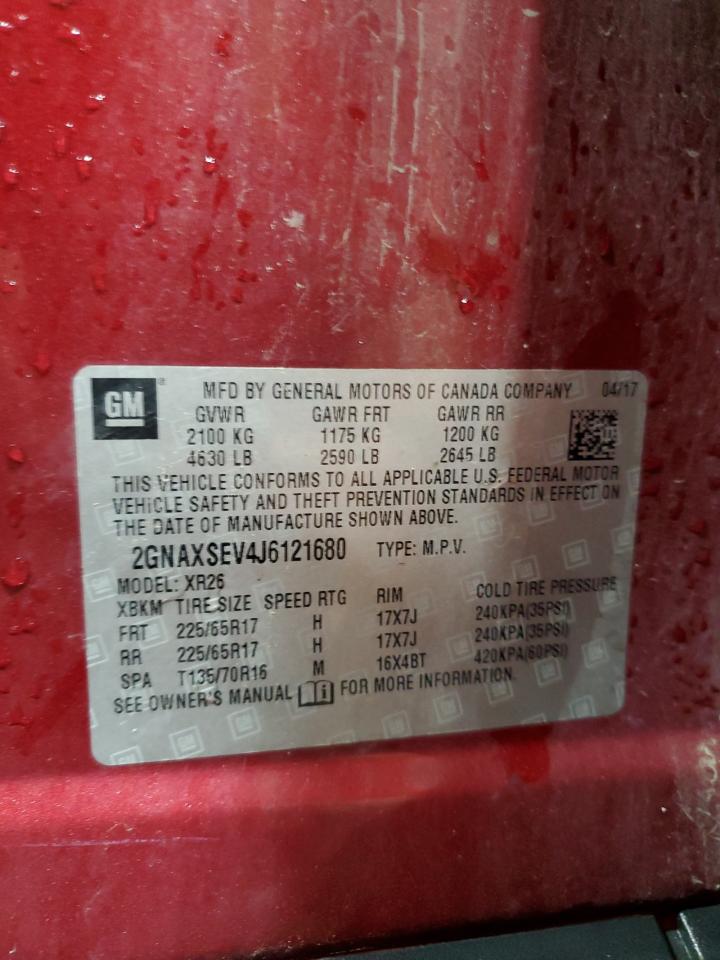 GM ® MFD BY GENERAL MOTORS OF CANADA COMPANY 04/17
GVWR GAWR FRT GAWR RR
2100 KG 1175 KG 1200 KG
4630 LB 2590 LB 2645 LB
THIS VEHICLE CONFORMS TO ALL APPLICABLE U.S. FEDERAL MOTOR
VEHICLE SAFETY AND THEFT PREVENTION STANDARDS IN EFFECT ON
THE DATE OF MANUFACTURE SHOWN ABOVE.
2GNAXSEV4J6121680 TYPE: M.P.V.
MODEL: XR26
XBKM TIRE SIZE SPEED RTG RIM COLD TIRE PRESSURE
FRT 225/65R17 H 17X7J 240KPA(35PSI)
RR 225/65R17 H 17X7J 240KPA(35PSI)
SPA T135/70R16 M 16X4BT 420KPA(60PSI)
SEE OWNER'S MANUAL FOR MORE INFORMATION.